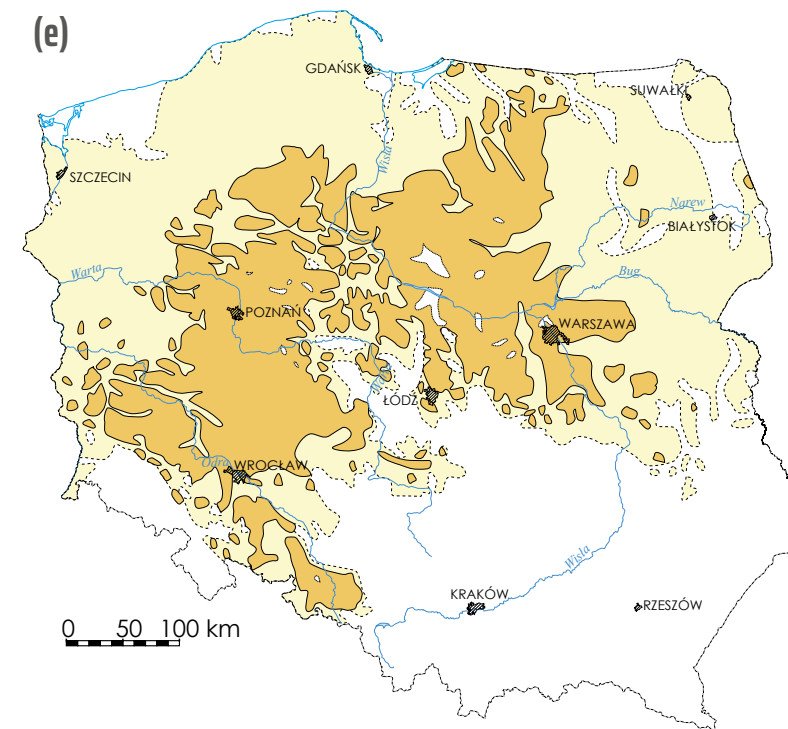 (e)
GDAŃSK
SUWAŁKI
Wisła
SZCZECIN
Narew
BIAŁYSTOK
Warta
Bug
POZNAŃ
WARSZAWA
Warta
ŁÓDŹ
Odra
WROCŁAW
Wisła
KRAKÓW
RZESZÓW
0 50 100 km